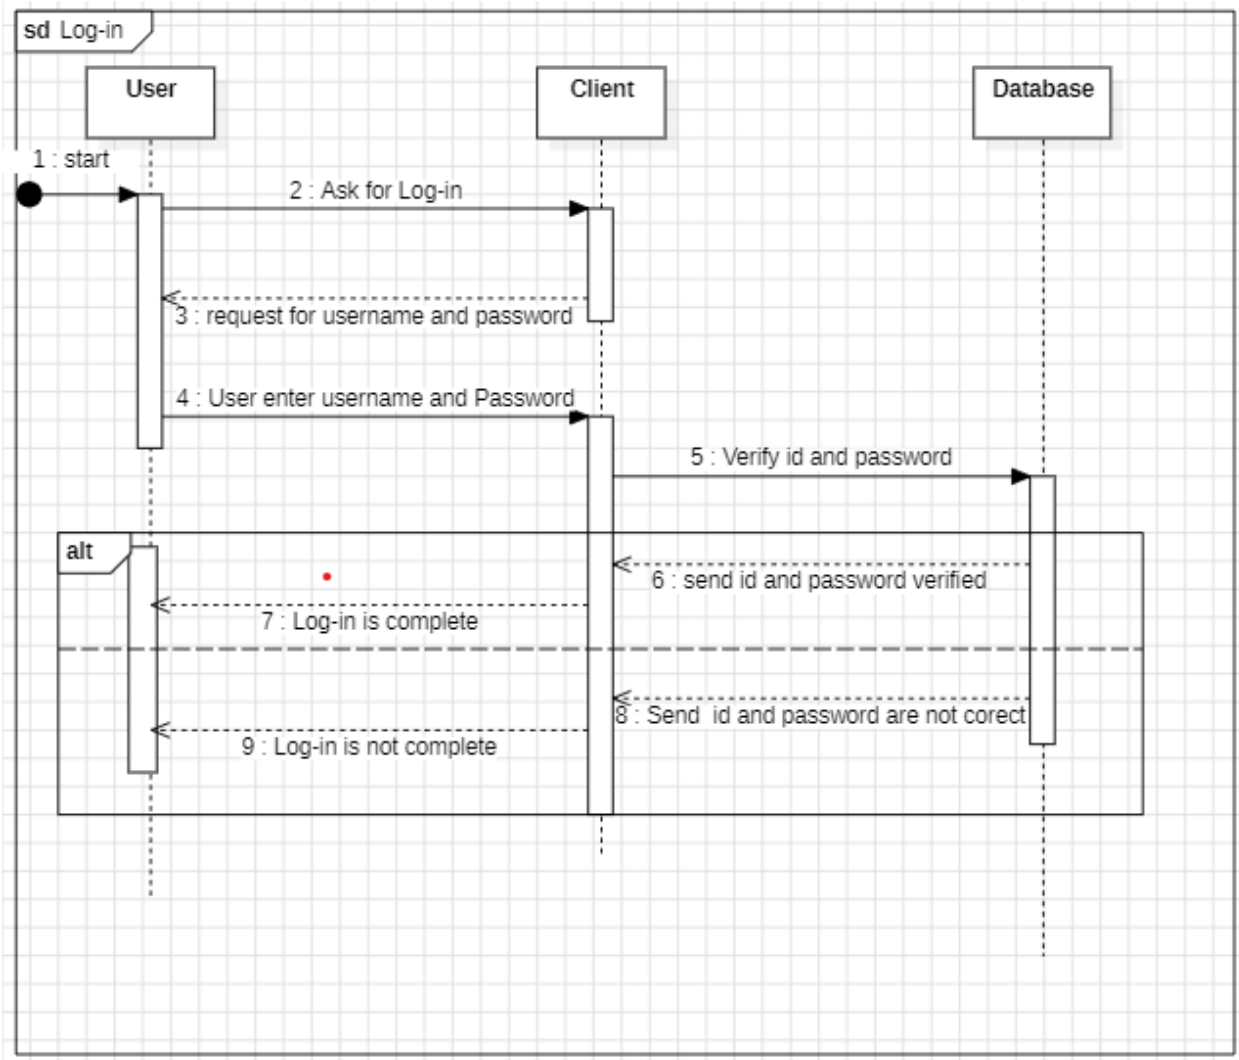 sd Log-in
User
Client
Database
1 : start
2 : Ask for Log-in
3 : request for username and password
4 : User enter username and Password
5 : Verify id and password
alt
6 : send id and password verified
7 : Log-in is complete
8 : Send  id and password are not corect
9 : Log-in is not complete